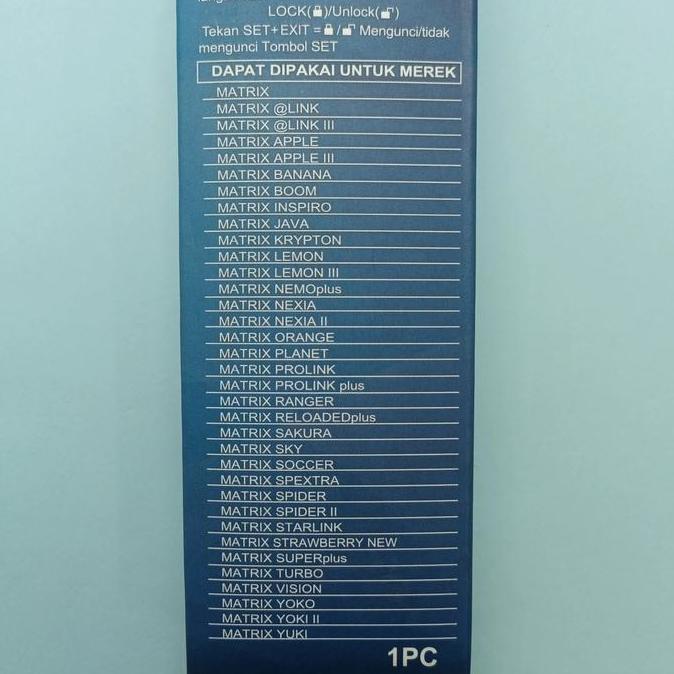 LOCK(🔒)/Unlock(🔓)
Tekan SET+EXIT = 🔒/🔓 Mengunci/tidak
mengunci Tombol SET
DAPAT DIPAKAI UNTUK MEREK
MATRIX
MATRIX @LINK
MATRIX @LINK III
MATRIX APPLE
MATRIX APPLE III
MATRIX BANANA
MATRIX BOOM
MATRIX INSPIRO
MATRIX JAVA
MATRIX KRYPTON
MATRIX LEMON
MATRIX LEMON III
MATRIX NEMOplus
MATRIX NEXIA
MATRIX NEXIA II
MATRIX ORANGE
MATRIX PLANET
MATRIX PROLINK
MATRIX PROLINK plus
MATRIX RANGER
MATRIX RELOADEDplus
MATRIX SAKURA
MATRIX SKY
MATRIX SOCCER
MATRIX SPEXTRA
MATRIX SPIDER
MATRIX SPIDER II
MATRIX STARLINK
MATRIX STRAWBERRY NEW
MATRIX SUPERplus
MATRIX TURBO
MATRIX VISION
MATRIX YOKO
MATRIX YOKI II
MATRIX YUKI
1PC